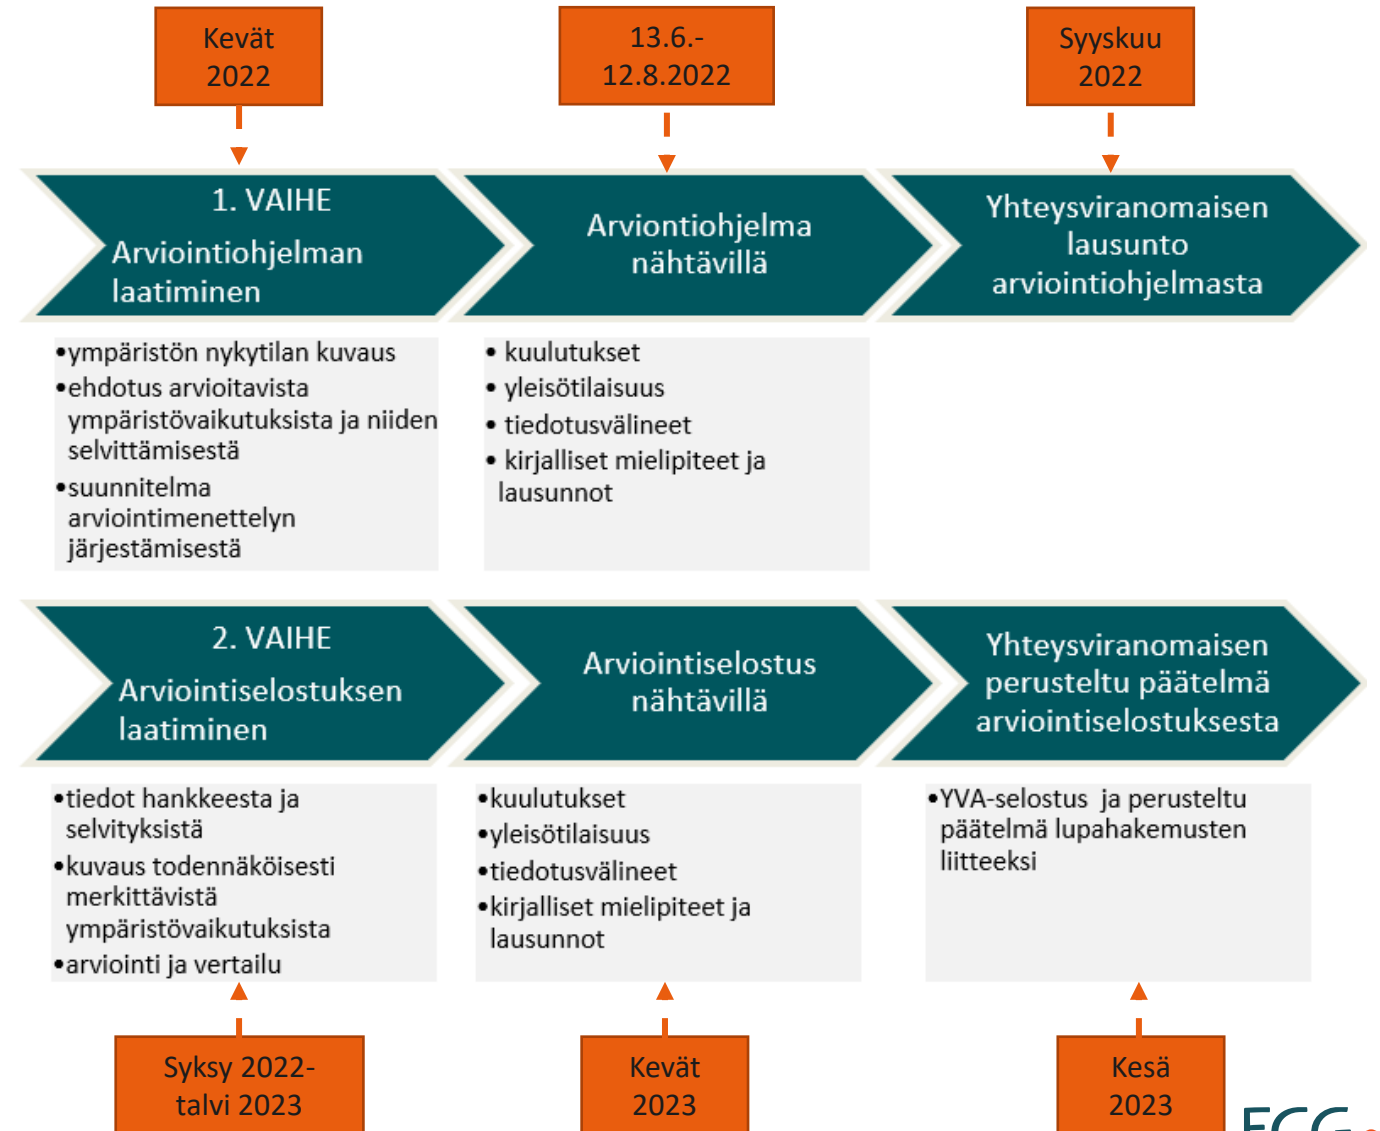 Kevät
2022
13.6.-
12.8.2022
Syyskuu
2022
1. VAIHE
Arviointiohjelman
laatiminen
Arviontiohjelma
nähtävillä
Yhteysviranomaisen
lausunto
arviointiohjelmasta
•ympäristön nykytilan kuvaus
•ehdotus arvioitavista
ympäristövaikutuksista ja niiden
selvittämisestä
•suunnitelma
arviointimenettelyn
järjestämisestä
• kuulutukset
• yleisötilaisuus
• tiedotusvälineet
• kirjalliset mielipiteet ja
lausunnot
2. VAIHE
Arviointiselostuksen
laatiminen
Arviointiselostus
nähtävillä
Yhteysviranomaisen
perusteltu päätelmä
arviointiselostuksesta
•tiedot hankkeesta ja
selvityksistä
•kuvaus todennäköisesti
merkittävistä
ympäristövaikutuksista
•arviointi ja vertailu
•kuulutukset
•yleisötilaisuus
•tiedotusvälineet
•kirjalliset mielipiteet ja
lausunnot
•YVA-selostus ja perusteltu
päätelmä lupahakemusten
liitteeksi
Syksy 2022-
talvi 2023
Kevät
2023
Kesä
2023